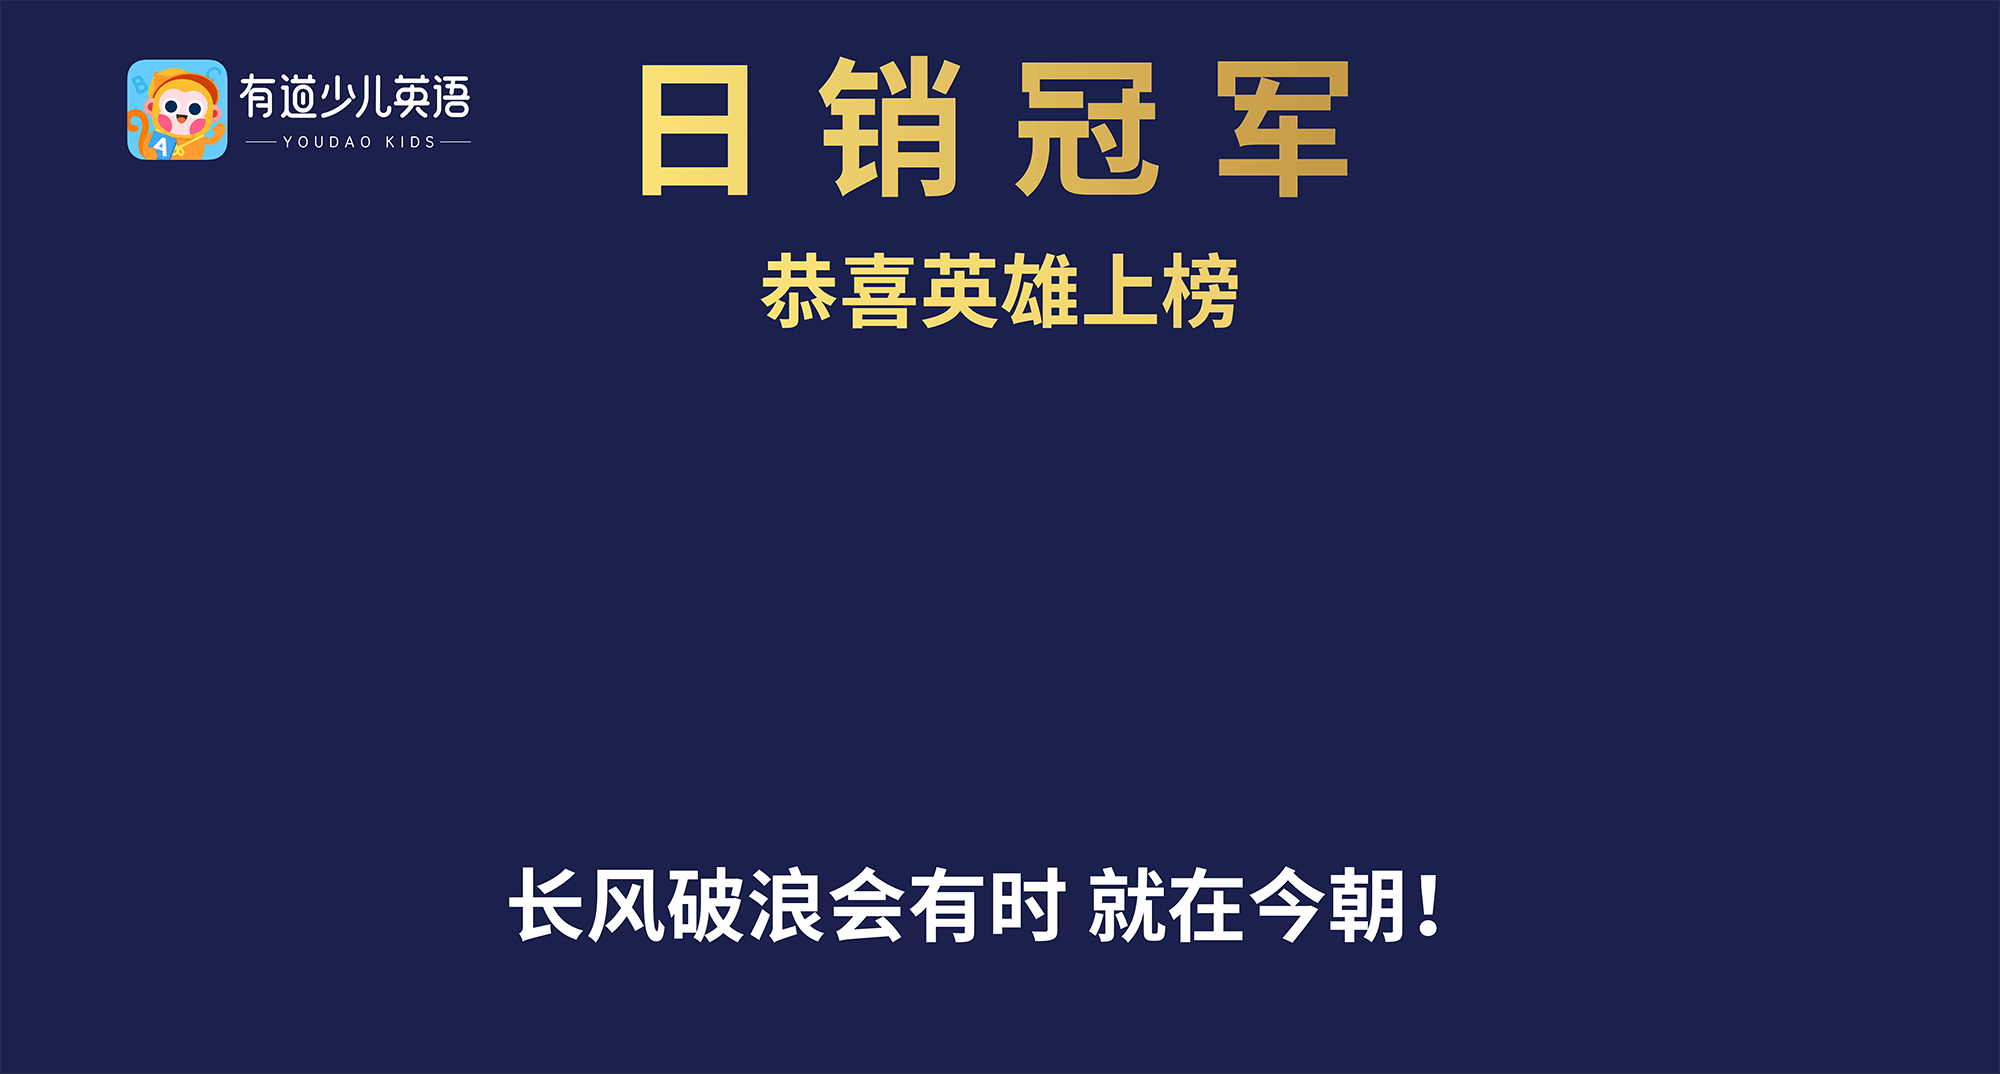 有道少儿英语
YOUDAO KIDS
日销冠军
恭喜英雄上榜
长风破浪会有时 就在今朝！
B
C
A